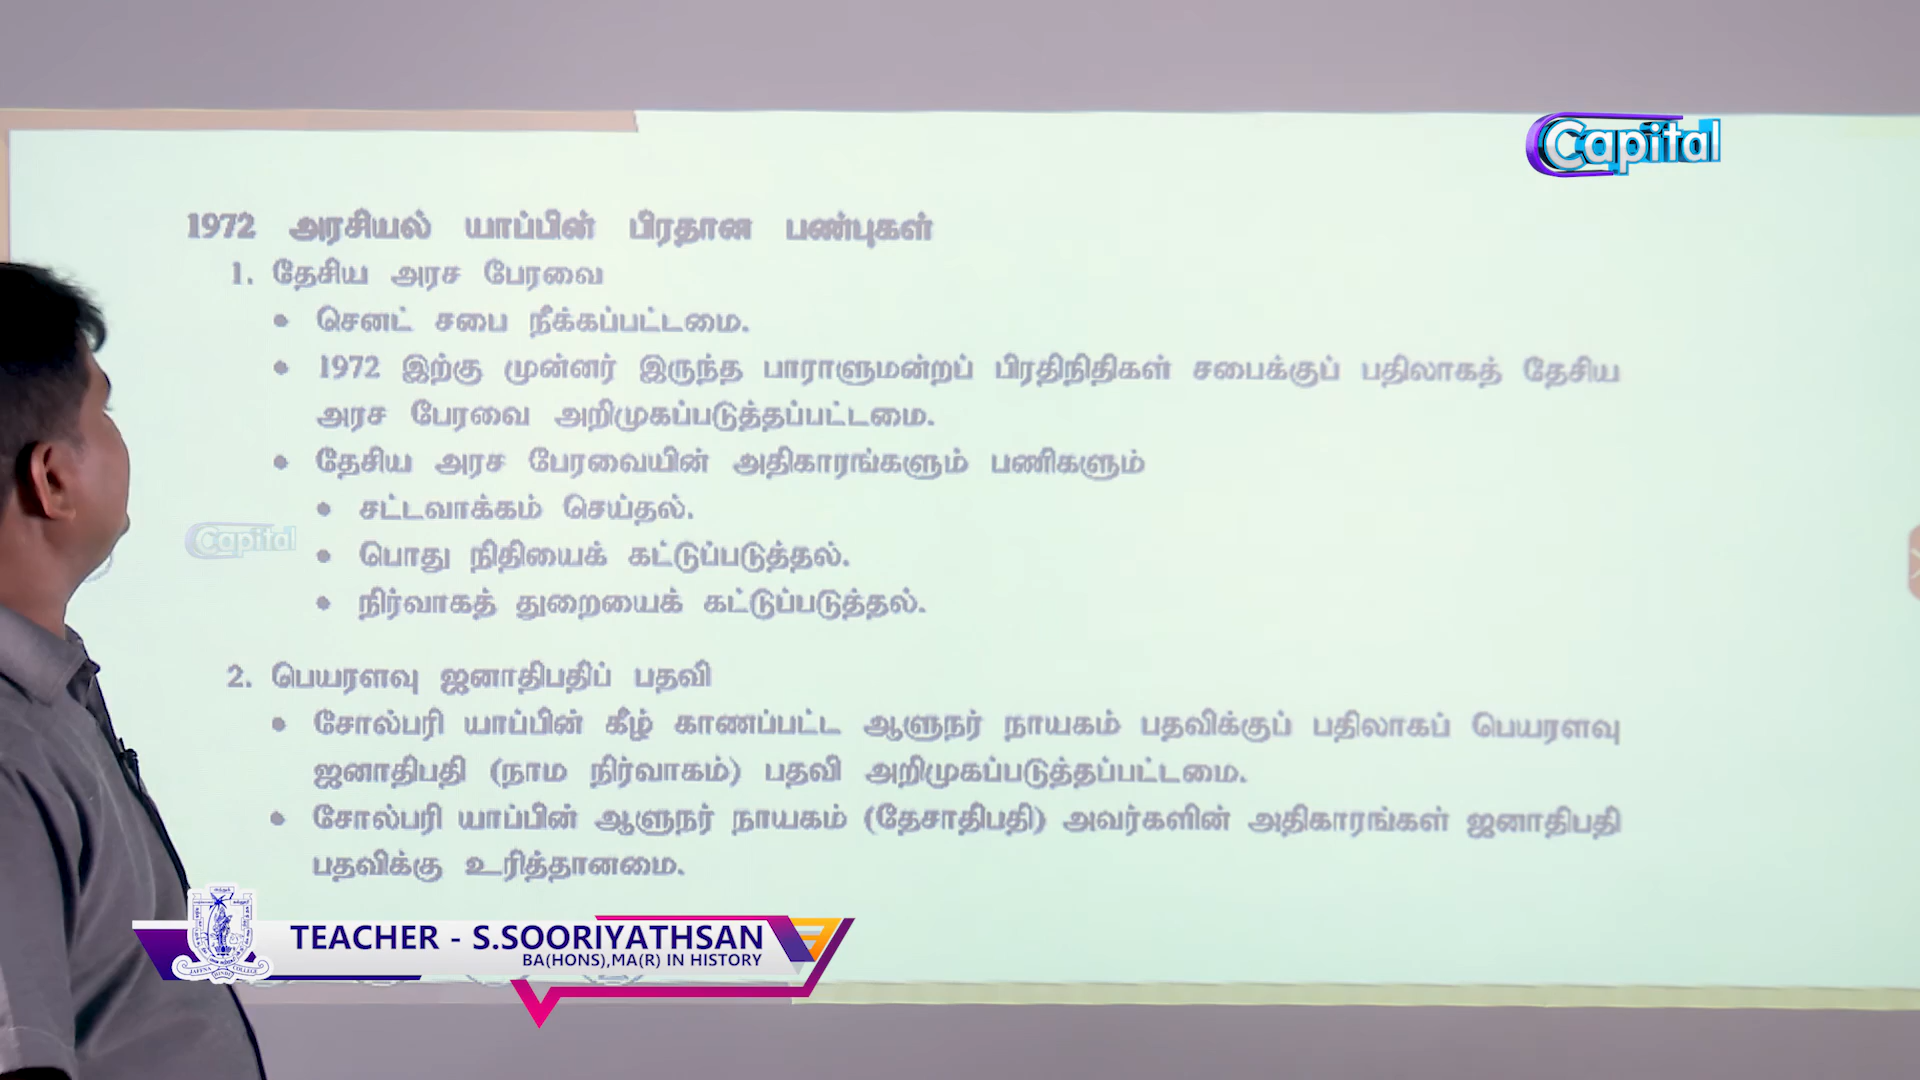 Capital
1972 அரசியல் யாப்பின் பிரதான பண்புகள்
1. தேசிய அரச பேரவை
• செனட் சபை நீக்கப்பட்டமை.
• 1972 இற்கு முன்னர் இருந்த பாராளுமன்றப் பிரதிநிதிகள் சபைக்குப் பதிலாகத் தேசிய
அரச பேரவை அறிமுகப்படுத்தப்பட்டமை.
• தேசிய அரச பேரவையின் அதிகாரங்களும் பணிகளும்
• சட்டவாக்கம் செய்தல்.
Capital
• பொது நிதியைக் கட்டுப்படுத்தல்.
• நிர்வாகத் துறையைக் கட்டுப்படுத்தல்.
2. பெயரளவு ஜனாதிபதிப் பதவி
• சோல்பரி யாப்பின் கீழ் காணப்பட்ட ஆளுநர் நாயகம் பதவிக்குப் பதிலாகப் பெயரளவு
ஜனாதிபதி (நாம நிர்வாகம்) பதவி அறிமுகப்படுத்தப்பட்டமை.
• சோல்பரி யாப்பின் ஆளுநர் நாயகம் (தேசாதிபதி) அவர்களின் அதிகாரங்கள் ஜனாதிபதி
பதவிக்கு உரித்தானமை.
TEACHER - S.SOORIYATHSAN
BA(HONS),MA(R) IN HISTORY
JAFFNA HINDU COLLEGE